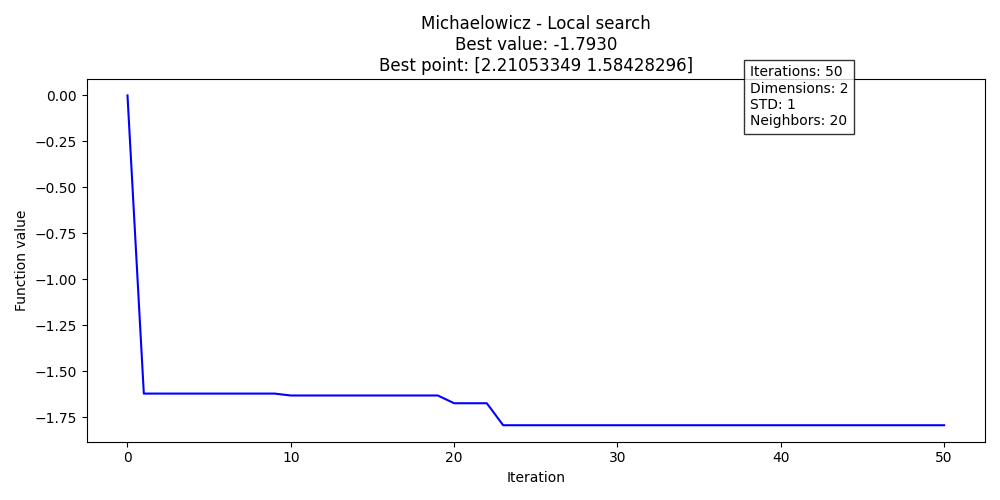 Michaelowicz - Local search
Best value: -1.7930
Best point: [2.21053349 1.58428296]
Iterations: 50
Dimensions: 2
STD: 1
Neighbors: 20
0.00
−0.25
−0.50
−0.75
−1.00
−1.25
−1.50
−1.75
Function value
0 10 20 30 40 50
Iteration